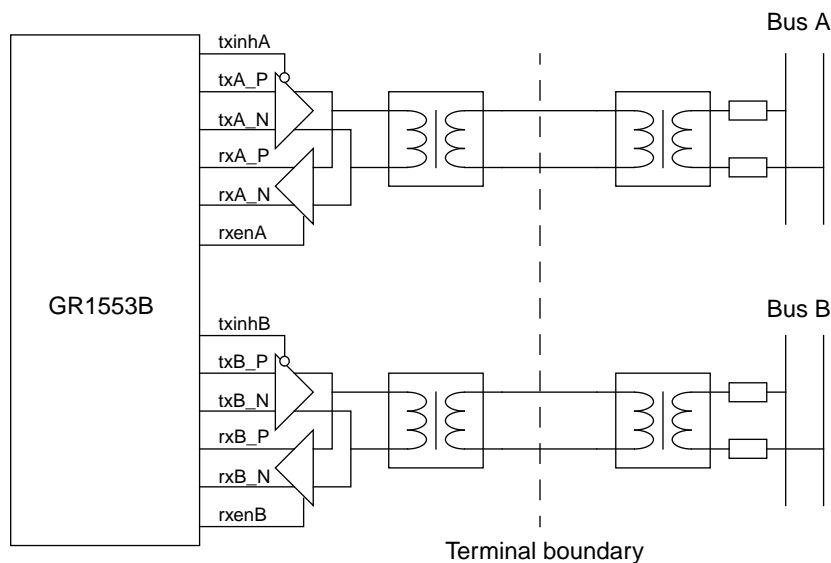 Bus A
txinhA
txA_P
txA_N
rxA_P
rxA_N
rxenA
GR1553B
Bus B
txinhB
txB_P
txB_N
rxB_P
rxB_N
rxenB
Terminal boundary